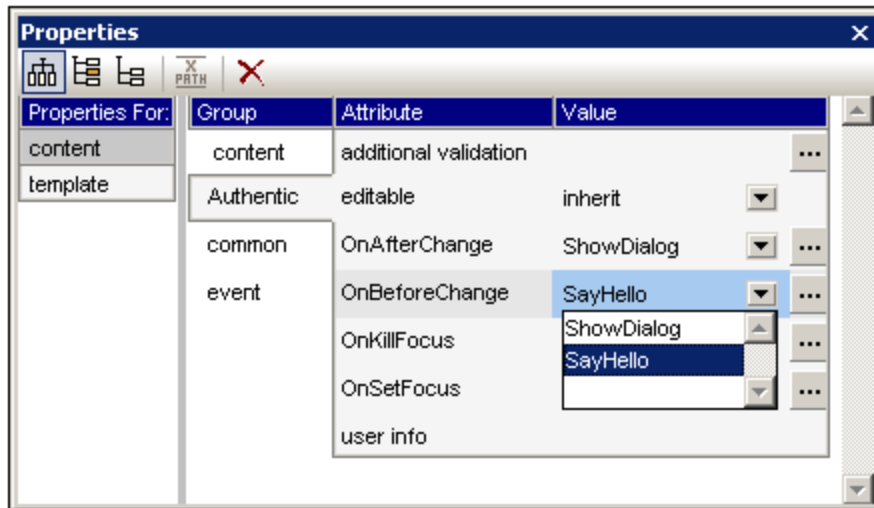 Properties
X PATH
Properties For: Group Attribute Value
content content additional validation ...
template Authentic editable inherit
common OnAfterChange ShowDialog ...
event OnBeforeChange SayHello ...
ShowDialog
OnKillFocus SayHello ...
OnSetFocus ...
user info